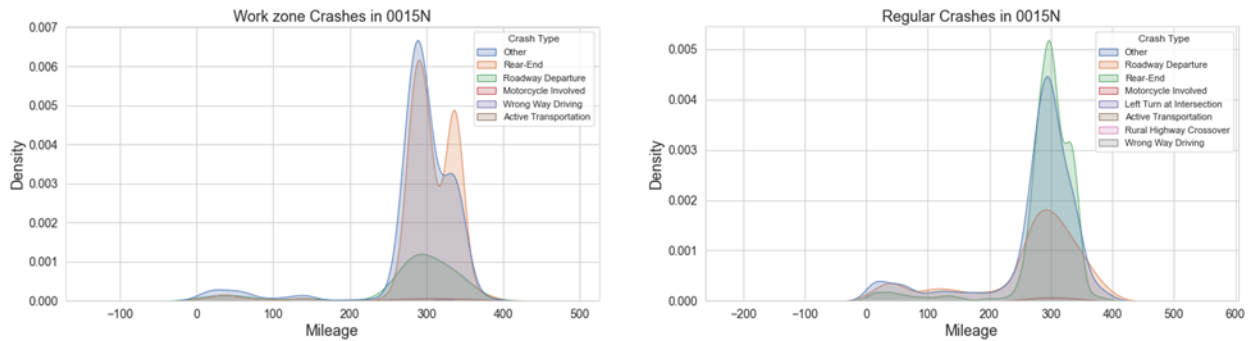 Work zone Crashes in 0015N
0.007
0.006
0.005
0.004
0.003
0.002
0.001
0.000
Density
Crash Type
Other
Rear-End
Roadway Departure
Motorcycle Involved
Wrong Way Driving
Active Transportation
−100 0 100 200 300 400 500
Mileage
Regular Crashes in 0015N
0.005
0.004
0.003
0.002
0.001
0.000
Density
Crash Type
Other
Roadway Departure
Rear-End
Motorcycle Involved
Left Turn at Intersection
Active Transportation
Rural Highway Crossover
Wrong Way Driving
−200 −100 0 100 200 300 400 500 600
Mileage